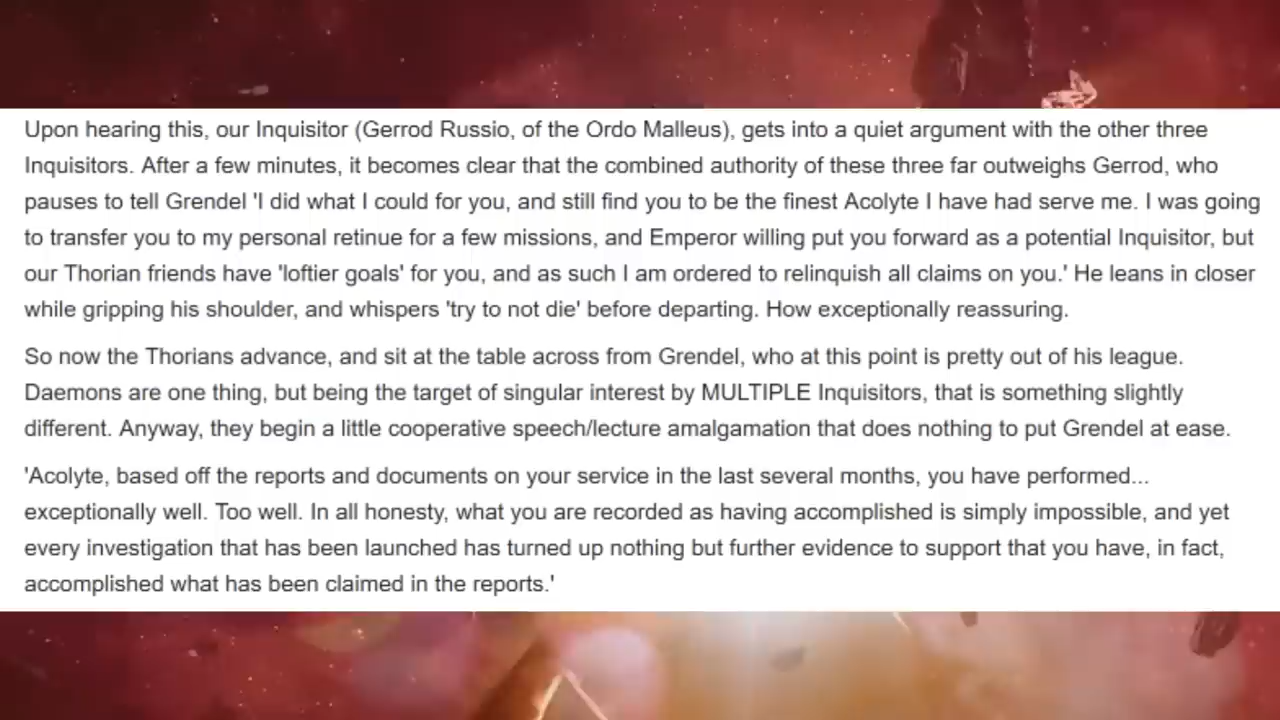 Upon hearing this, our Inquisitor (Gerrod Russio, of the Ordo Malleus), gets into a quiet argument with the other three
Inquisitors. After a few minutes, it becomes clear that the combined authority of these three far outweighs Gerrod, who
pauses to tell Grendel 'I did what I could for you, and still find you to be the finest Acolyte I have had serve me. I was going
to transfer you to my personal retinue for a few missions, and Emperor willing put you forward as a potential Inquisitor, but
our Thorian friends have 'loftier goals' for you, and as such I am ordered to relinquish all claims on you.' He leans in closer
while gripping his shoulder, and whispers 'try to not die' before departing. How exceptionally reassuring.
So now the Thorians advance, and sit at the table across from Grendel, who at this point is pretty out of his league.
Daemons are one thing, but being the target of singular interest by MULTIPLE Inquisitors, that is something slightly
different. Anyway, they begin a little cooperative speech/lecture amalgamation that does nothing to put Grendel at ease.
'Acolyte, based off the reports and documents on your service in the last several months, you have performed...
exceptionally well. Too well. In all honesty, what you are recorded as having accomplished is simply impossible, and yet
every investigation that has been launched has turned up nothing but further evidence to support that you have, in fact,
accomplished what has been claimed in the reports.'